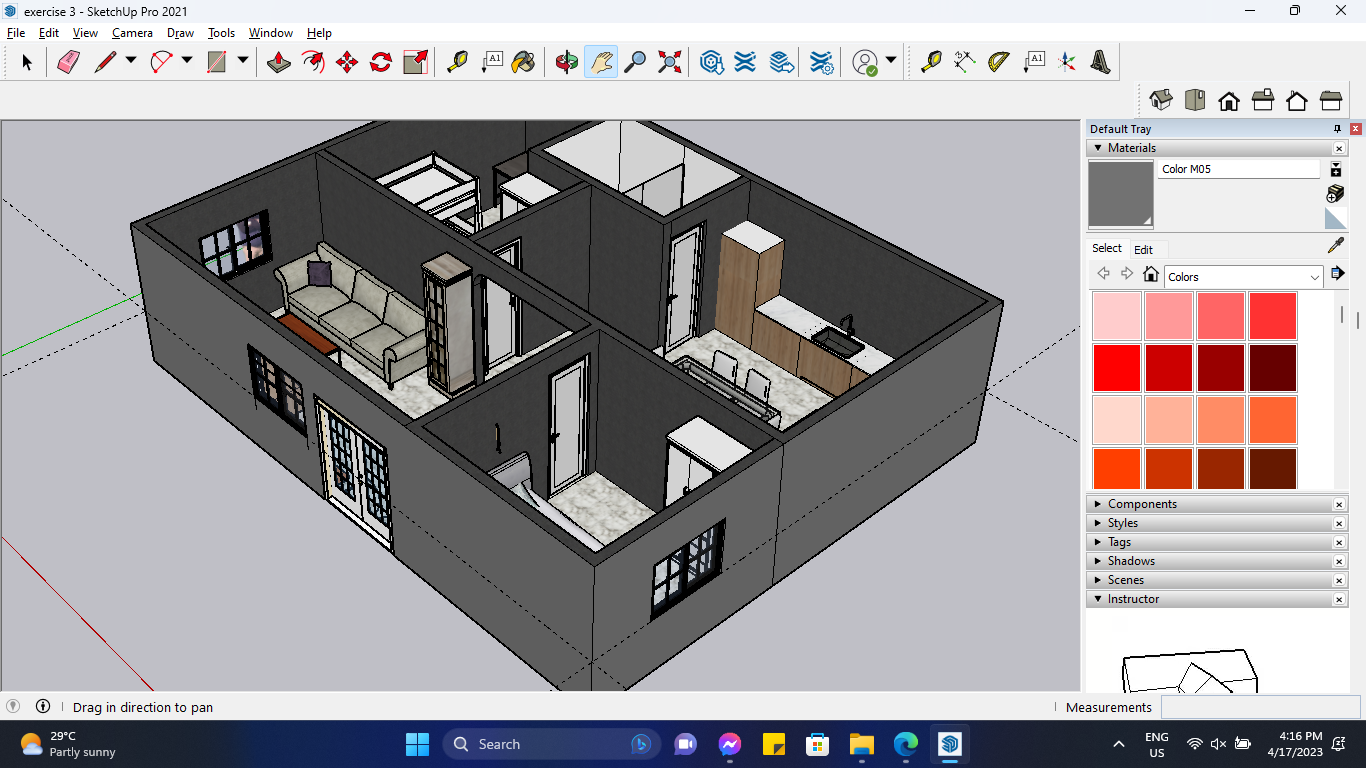 exercise 3 - SketchUp Pro 2021
File Edit View Camera Draw Tools Window Help
A1
A1
Default Tray
Materials
Color M05
Select Edit
Colors
Components
Styles
Tags
Shadows
Scenes
Instructor
Drag in direction to pan
Measurements
29°C
Partly sunny
Search
ENG
US
4:16 PM
4/17/2023